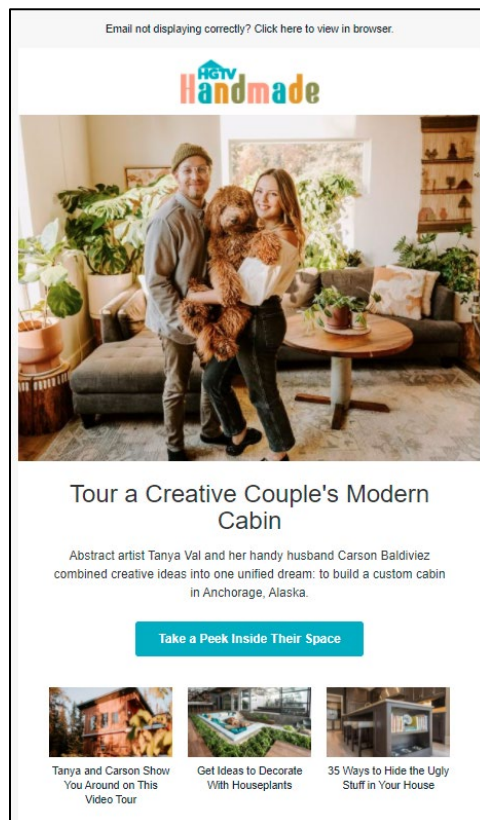 Email not displaying correctly? Click here to view in browser.
HGTV
Handmade
Tour a Creative Couple's Modern
Cabin
Abstract artist Tanya Val and her handy husband Carson Baldiviez
combined creative ideas into one unified dream: to build a custom cabin
in Anchorage, Alaska.
Take a Peek Inside Their Space
Tanya and Carson Show
You Around on This
Video Tour
Get Ideas to Decorate
With Houseplants
35 Ways to Hide the Ugly
Stuff in Your House